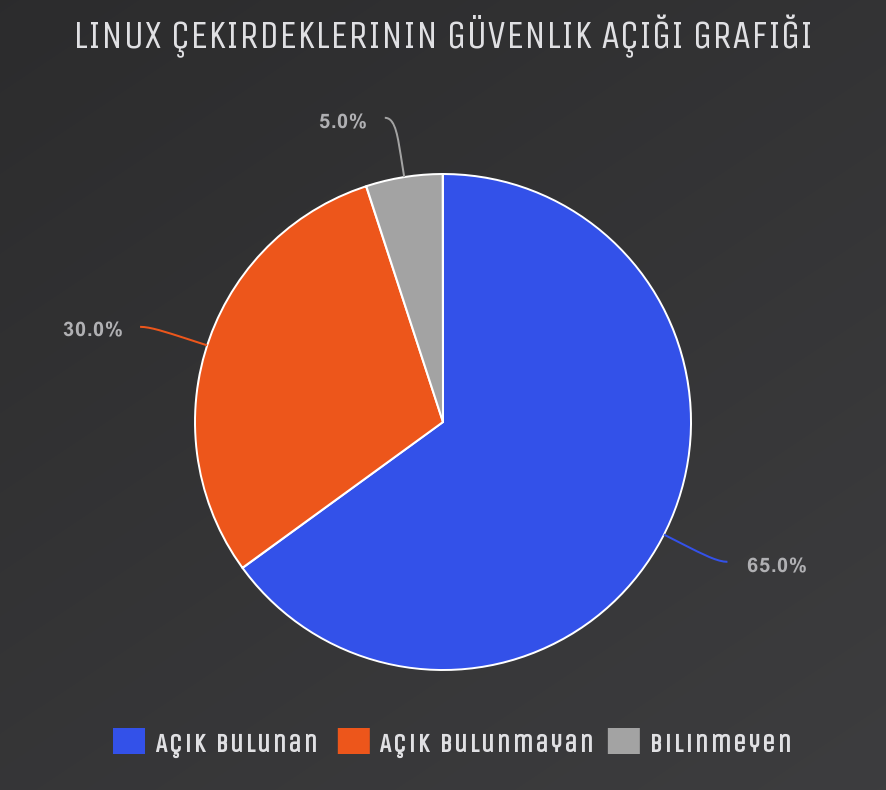 LINUX ÇEKIRDEKLERININ GÜVENLIK AÇIĞI GRAFIĞI
5.0%
30.0%
65.0%
AÇIK BULUNAN AÇIK BULUNMAYAN BILINMEYEN